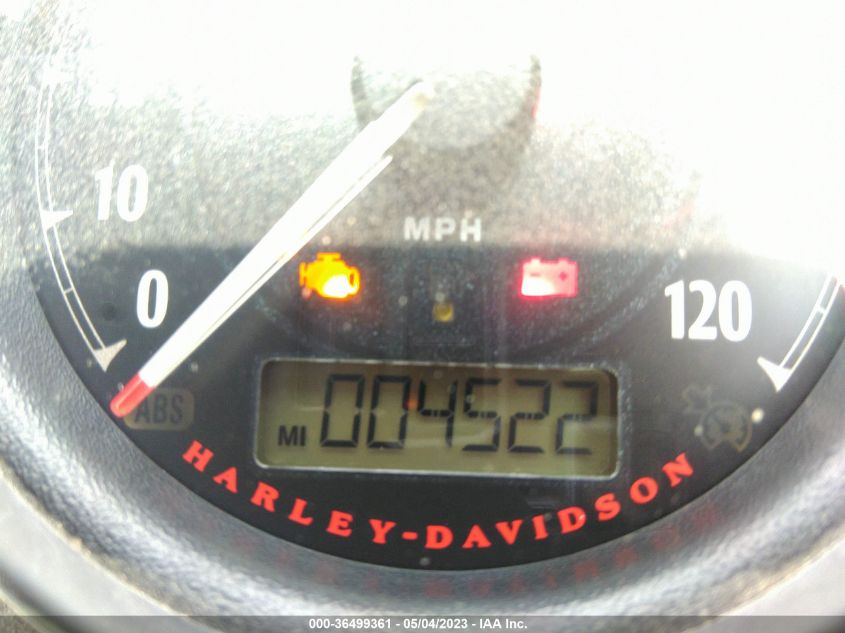 10
MPH
0
120
ABS
MI 004522
HARLEY-DAVIDSON
000-36499361 - 05/04/2023 - IAA Inc.